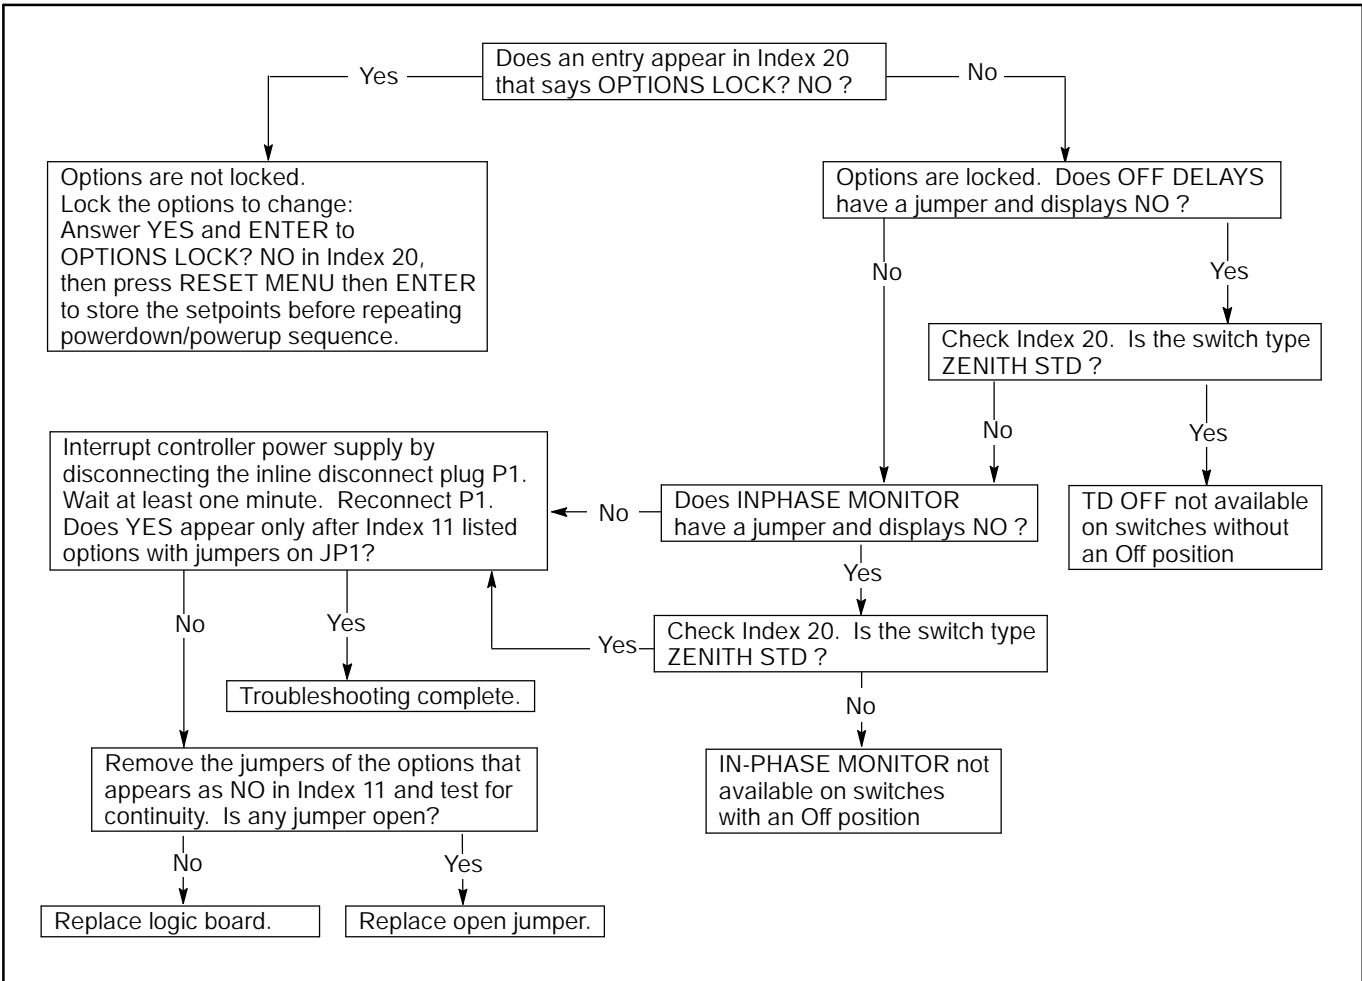 Does an entry appear in Index 20
that says OPTIONS LOCK? NO ?
Yes
No
Options are not locked.
Lock the options to change:
Answer YES and ENTER to
OPTIONS LOCK? NO in Index 20,
then press RESET MENU then ENTER
to store the setpoints before repeating
powerdown/powerup sequence.
Options are locked. Does OFF DELAYS
have a jumper and displays NO ?
No
Yes
Check Index 20. Is the switch type
ZENITH STD ?
No
Yes
Interrupt controller power supply by
disconnecting the inline disconnect plug P1.
Wait at least one minute. Reconnect P1.
Does YES appear only after Index 11 listed
options with jumpers on JP1?
No
Does INPHASE MONITOR
have a jumper and displays NO ?
TD OFF not available
on switches without
an Off position
Yes
No
Yes
Yes
Check Index 20. Is the switch type
ZENITH STD ?
Troubleshooting complete.
No
Remove the jumpers of the options that
appears as NO in Index 11 and test for
continuity. Is any jumper open?
IN-PHASE MONITOR not
available on switches
with an Off position
No
Yes
Replace logic board.
Replace open jumper.